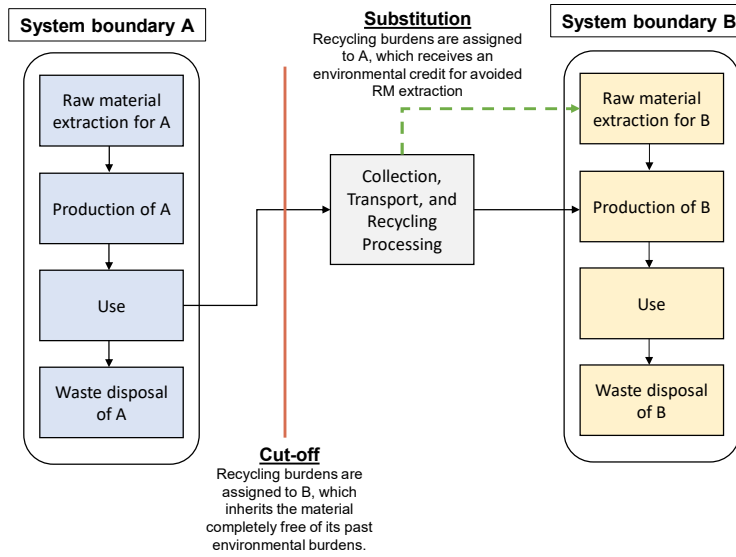 System boundary A
Raw material
extraction for A
Production of A
Use
Waste disposal
of A
Substitution
Recycling burdens are assigned
to A, which receives an
environmental credit for avoided
RM extraction
Collection,
Transport, and
Recycling
Processing
Cut-off
Recycling burdens are
assigned to B, which
inherits the material
completely free of its past
environmental burdens.
System boundary B
Raw material
extraction for B
Production of B
Use
Waste disposal
of B